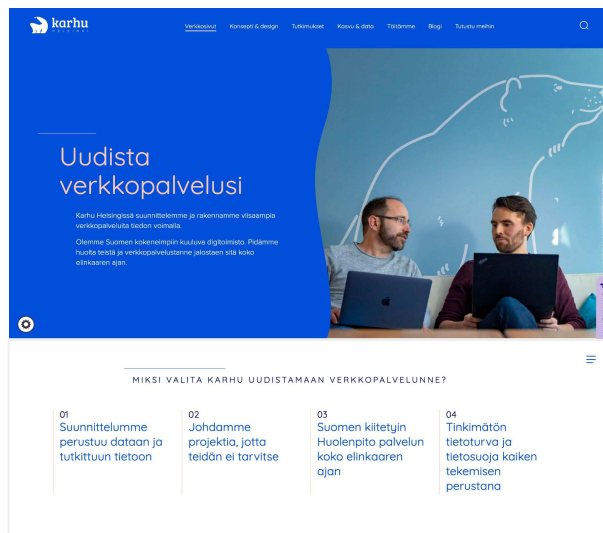 karhu
HELSINKI
Verkkosivut
Konsepti & design
Tutkimukset
Kasvu & data
Töitämme
Blogi
Tutustu meihin
Uudista
verkkopalvelusi
Karhu Helsingissä suunnittelemme ja rakennamme viisaampia
verkkopalveluita tiedon voimalla.
Olemme Suomen kokeneimpiin kuuluva digitoimisto. Pidämme
huolta teistä ja verkkopalvelustanne jalostaen sitä koko
elinkaaren ajan.
MIKSI VALITA KARHU UUDISTAMAAN VERKKOPALVELUNNE?
01
Suunnittelumme
perustuu dataan ja
tutkittuun tietoon
02
Johdamme
projektia, jotta
teidän ei tarvitse
03
Suomen kiitetyin
Huolenpito palvelun
koko elinkaaren
ajan
04
Tinkimätön
tietoturva ja
tietosuoja kaiken
tekemisen
perustana